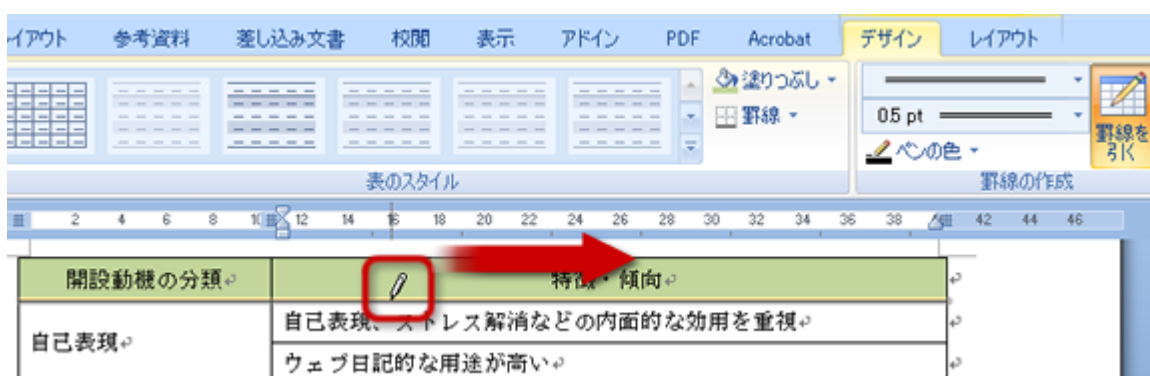 イアウト 参考資料 差し込み文書 校閲 表示 アドイン PDF Acrobat デザイン レイアウト
塗りつぶし
罫線
0.5 pt
ペンの色
罫線を
引く
表のスタイル 罫線の作成
2 4 6 8 10 12 14 16 18 20 22 24 26 28 30 32 34 36 38 42 44 46
開設動機の分類 特徴・傾向
自己表現 自己表現、ストレス解消などの内面的な効用を重視
ウェブ日記的な用途が高い